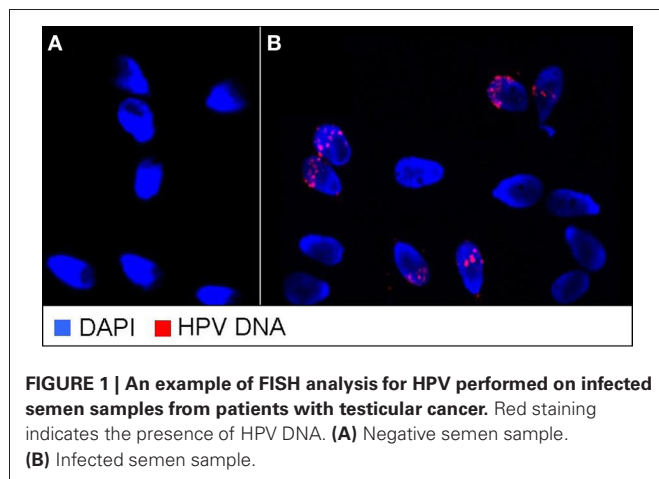 A B
DAPI HPV DNA
FIGURE 1 | An example of FISH analysis for HPV performed on infected
semen samples from patients with testicular cancer. Red staining
indicates the presence of HPV DNA. (A) Negative semen sample.
(B) Infected semen sample.